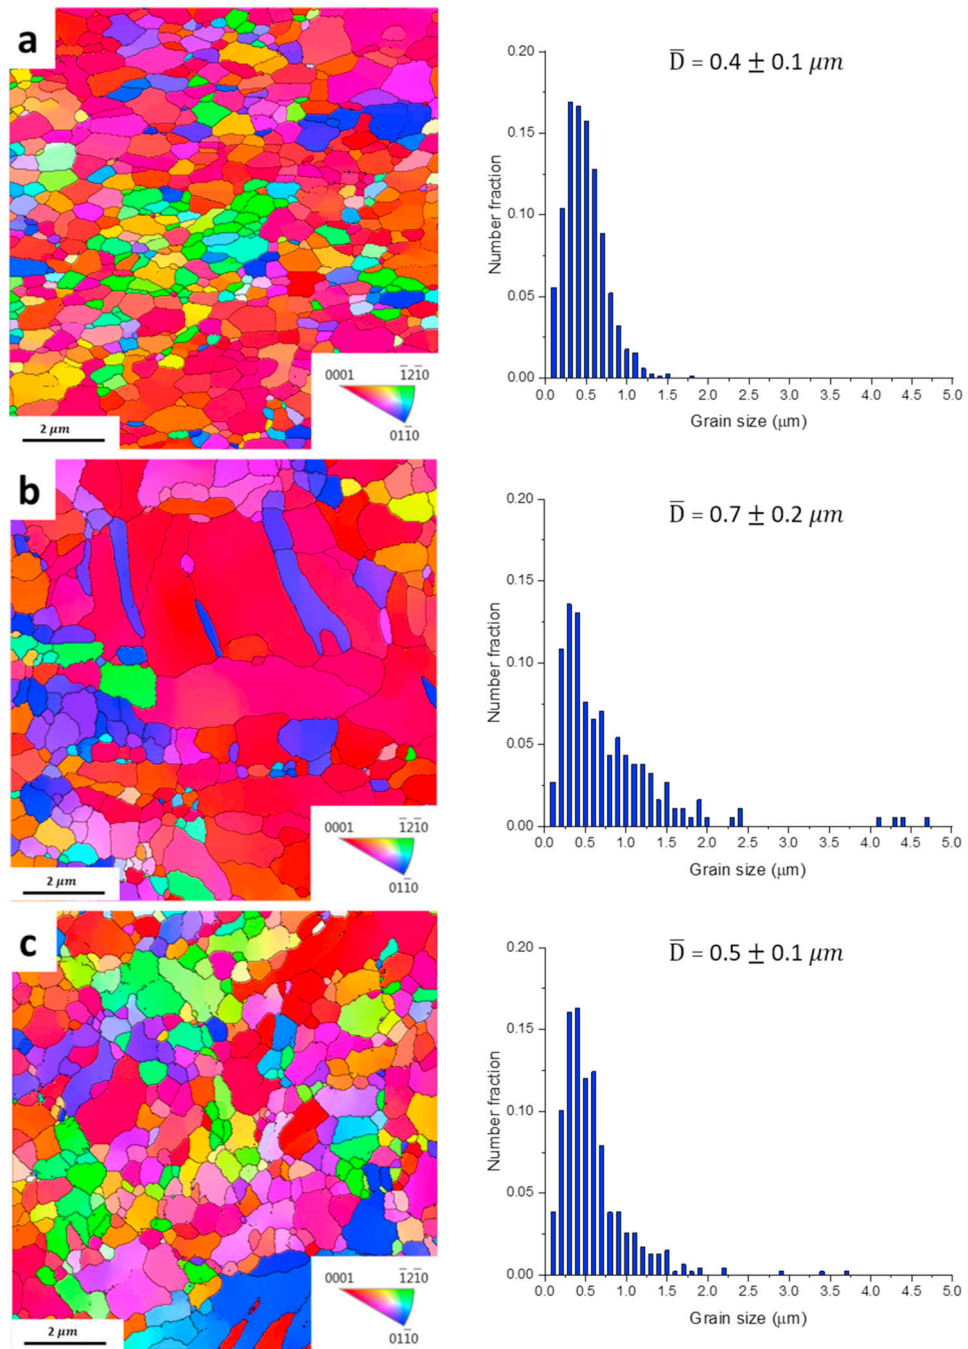 a
0001
1̄2̄1̄0
011̄0
2 μm
D̄ = 0.4 ± 0.1 μm
Number fraction
0.20
0.15
0.10
0.05
0.00
0.0 0.5 1.0 1.5 2.0 2.5 3.0 3.5 4.0 4.5 5.0
Grain size (μm)
b
0001
1̄2̄1̄0
011̄0
2 μm
D̄ = 0.7 ± 0.2 μm
Number fraction
0.20
0.15
0.10
0.05
0.00
0.0 0.5 1.0 1.5 2.0 2.5 3.0 3.5 4.0 4.5 5.0
Grain size (μm)
c
0001
1̄2̄1̄0
011̄0
2 μm
D̄ = 0.5 ± 0.1 μm
Number fraction
0.20
0.15
0.10
0.05
0.00
0.0 0.5 1.0 1.5 2.0 2.5 3.0 3.5 4.0 4.5 5.0
Grain size (μm)